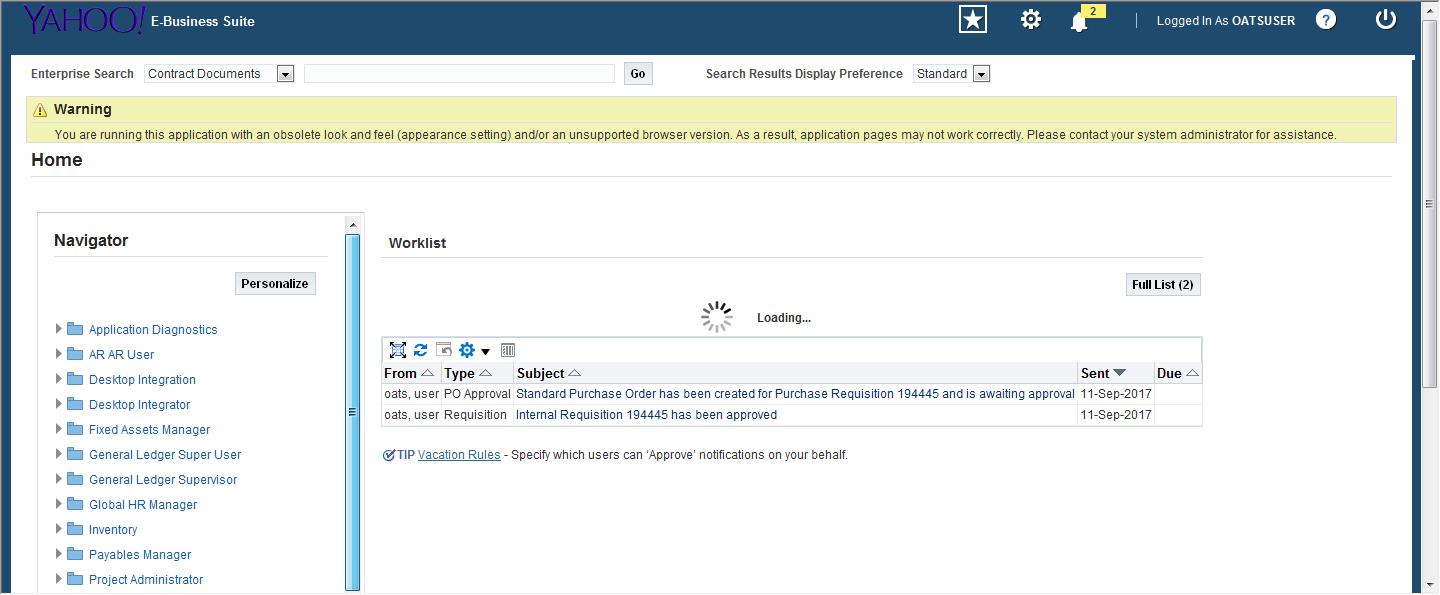 YAHOO! E-Business Suite
2
Logged In As OATSUSER
?
Enterprise Search Contract Documents Go Search Results Display Preference Standard
Warning
You are running this application with an obsolete look and feel (appearance setting) and/or an unsupported browser version. As a result, application pages may not work correctly. Please contact your system administrator for assistance.
Home
Navigator
Personalize
Application Diagnostics
AR AR User
Desktop Integration
Desktop Integrator
Fixed Assets Manager
General Ledger Super User
General Ledger Supervisor
Global HR Manager
Inventory
Payables Manager
Project Administrator
Worklist
Full List (2)
Loading...
From Type Subject Sent Due
oats, user PO Approval Standard Purchase Order has been created for Purchase Requisition 194445 and is awaiting approval 11-Sep-2017
oats, user Requisition Internal Requisition 194445 has been approved 11-Sep-2017
TIP Vacation Rules - Specify which users can ‘Approve’ notifications on your behalf.